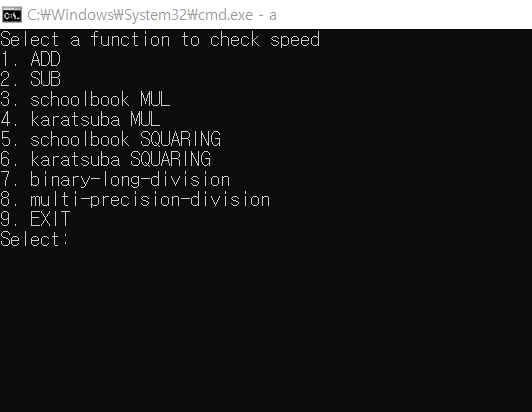 C:₩Windows₩System32₩cmd.exe - a
Select a function to check speed
1. ADD
2. SUB
3. schoolbook MUL
4. karatsuba MUL
5. schoolbook SQUARING
6. karatsuba SQUARING
7. binary-long-division
8. multi-precision-division
9. EXIT
Select: